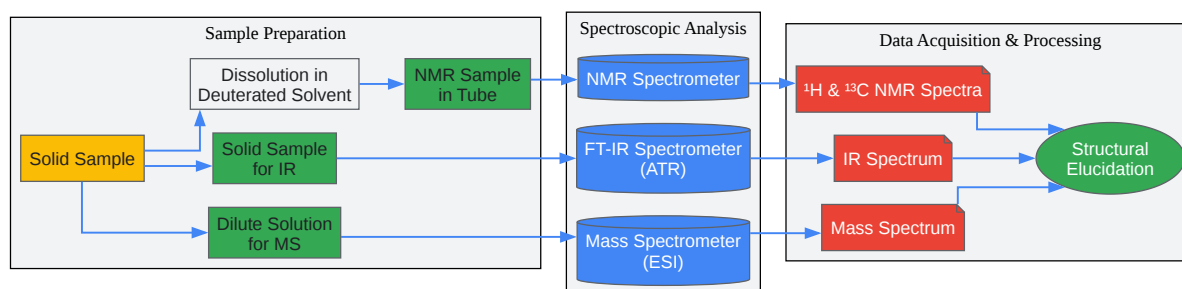 Sample Preparation
Dissolution in
Deuterated Solvent
NMR Sample
in Tube
Solid Sample
Solid Sample
for IR
Dilute Solution
for MS
Spectroscopic Analysis
NMR Spectrometer
FT-IR Spectrometer
(ATR)
Mass Spectrometer
(ESI)
Data Acquisition & Processing
¹H & ¹³C NMR Spectra
IR Spectrum
Mass Spectrum
Structural
Elucidation